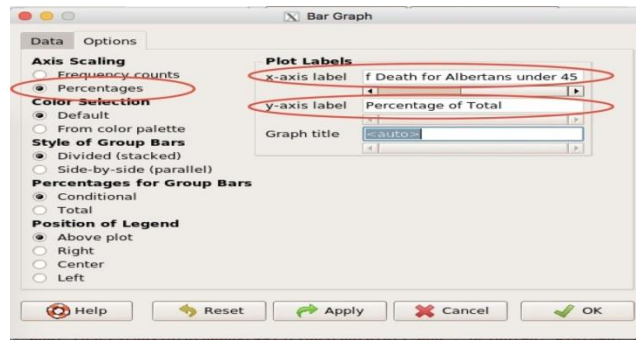 Bar Graph
Data Options
Axis Scaling
Frequency counts
Percentages
Color Selection
Default
From color palette
Style of Group Bars
Divided (stacked)
Side-by-side (parallel)
Percentages for Group Bars
Conditional
Total
Position of Legend
Above plot
Right
Center
Left
Plot Labels
x-axis label f Death for Albertans under 45
y-axis label Percentage of Total
Graph title <auto>
Help Reset Apply Cancel OK